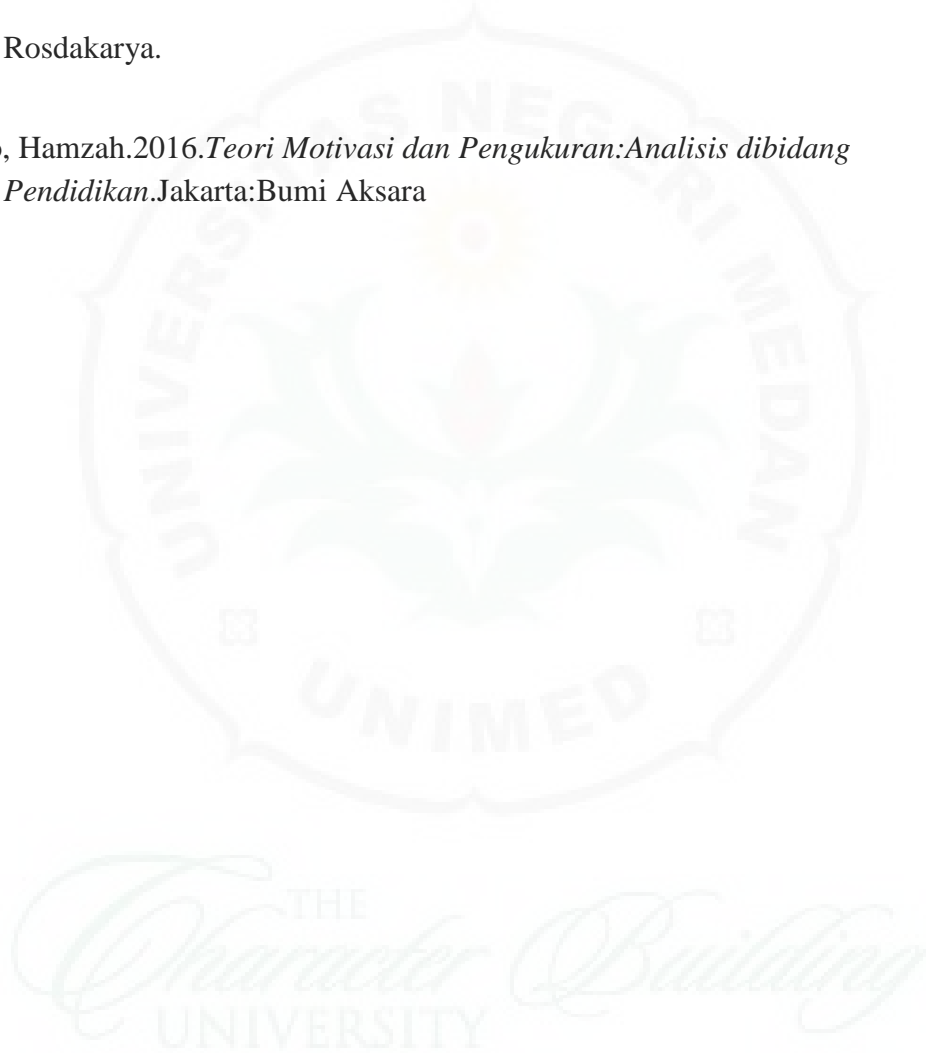 Rosdakarya.
, Hamzah.2016.Teori Motivasi dan Pengukuran:Analisis dibidang
Pendidikan.Jakarta:Bumi Aksara
UNIVERSITAS NEGERI MEDAN
UNIMED
THE
Character Building
UNIVERSITY